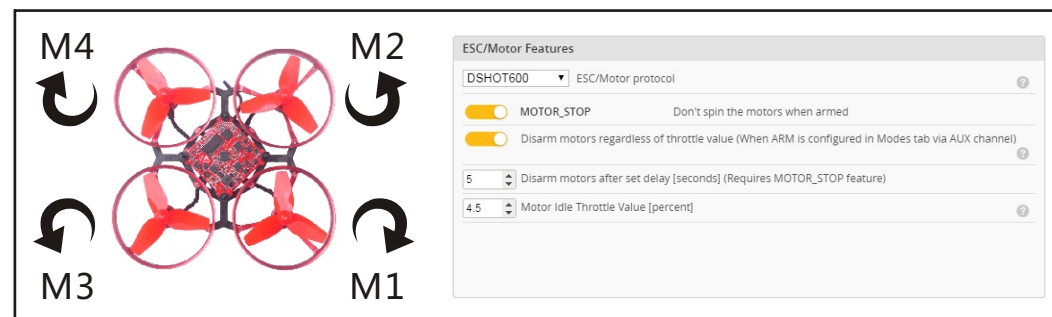 M4
M2
M3
M1
ESC/Motor Features
DSHOT600 ESC/Motor protocol
MOTOR_STOP Don't spin the motors when armed
Disarm motors regardless of throttle value (When ARM is configured in Modes tab via AUX channel)
5 Disarm motors after set delay [seconds] (Requires MOTOR_STOP feature)
4.5 Motor Idle Throttle Value [percent]